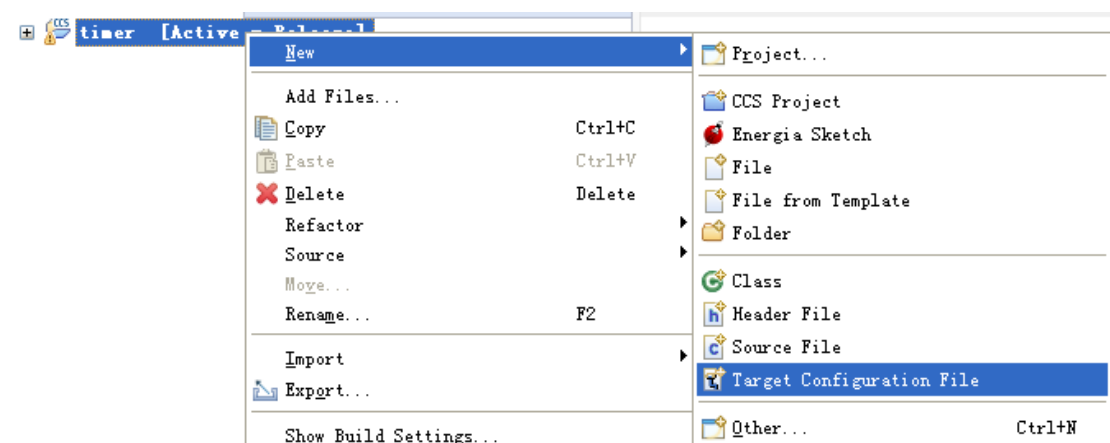 CCS
timer [Active = Release]
New
Add Files...
Copy Ctrl+C
Paste Ctrl+V
Delete Delete
Refactor
Source
Move...
Rename... F2
Import
Export...
Show Build Settings...
Project...
CCS Project
Energia Sketch
File
File from Template
Folder
Class
Header File
Source File
Target Configuration File
Other... Ctrl+N